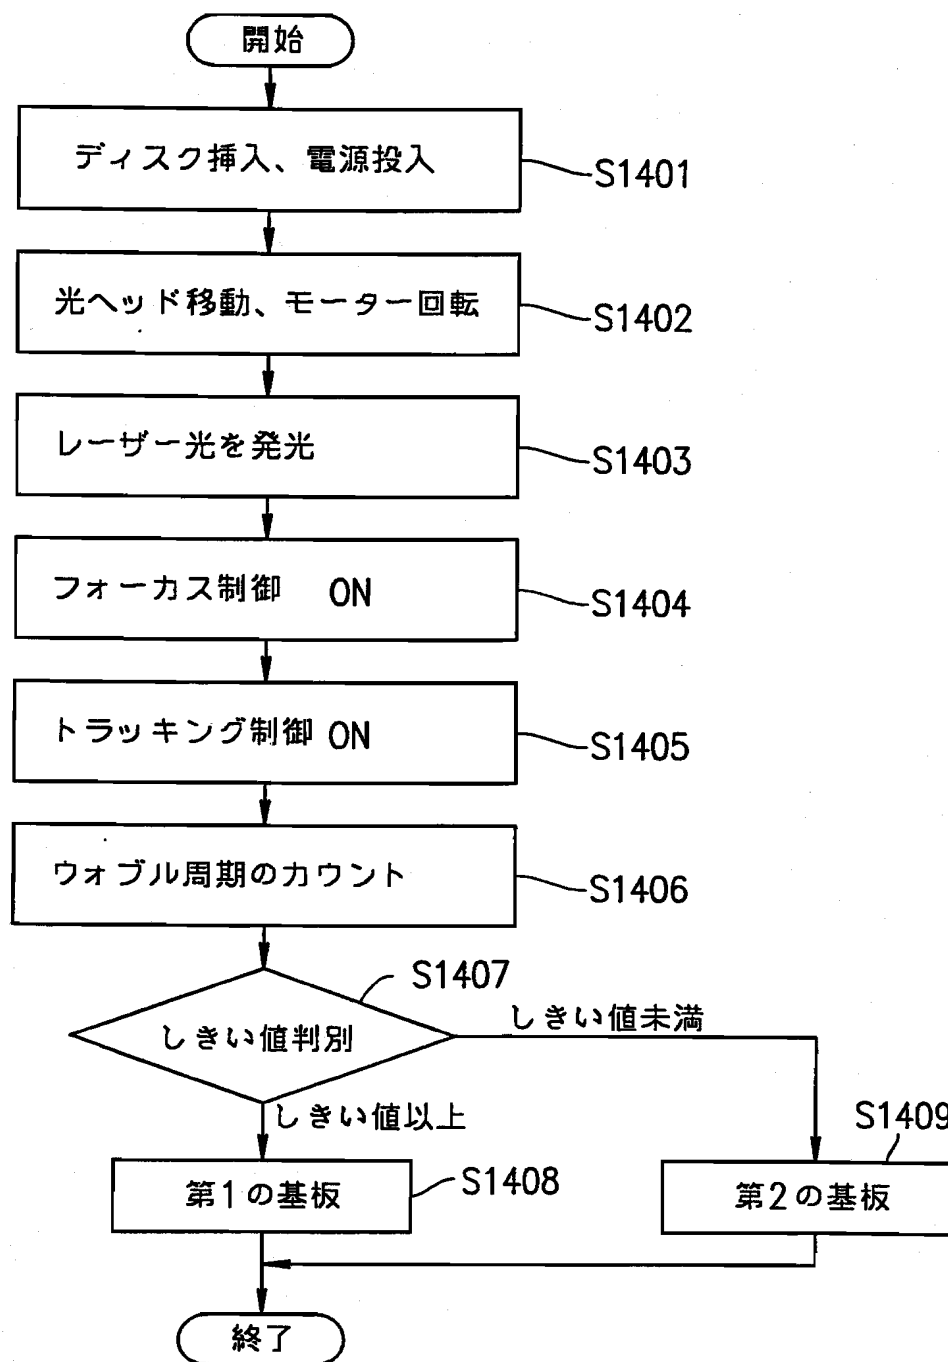 開始
ディスク挿入、電源投入
S1401
光ヘッド移動、モーター回転
S1402
レーザー光を発光
S1403
フォーカス制御 ON
S1404
トラッキング制御 ON
S1405
ウォブル周期のカウント
S1406
S1407
しきい値判別
しきい値未満
しきい値以上
S1409
第1の基板
S1408
第2の基板
終了